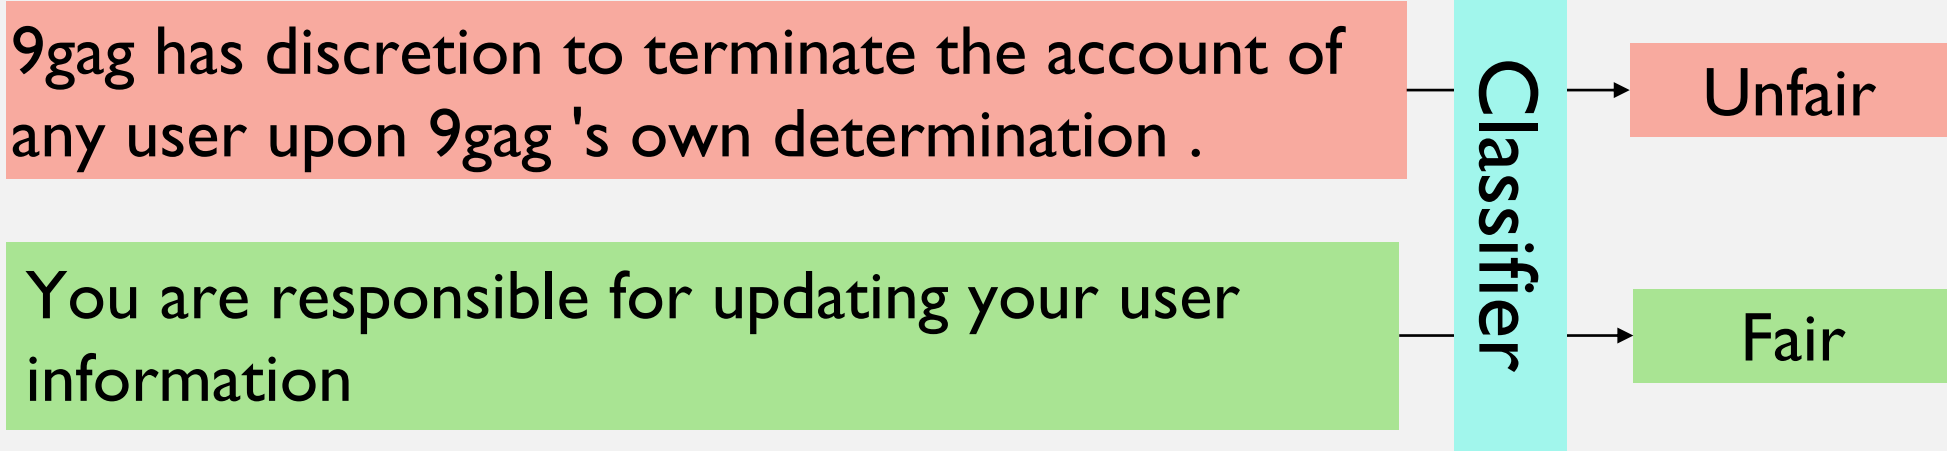 9gag has discretion to terminate the account of
any user upon 9gag 's own determination .
Classifier
Unfair
You are responsible for updating your user
information
Fair